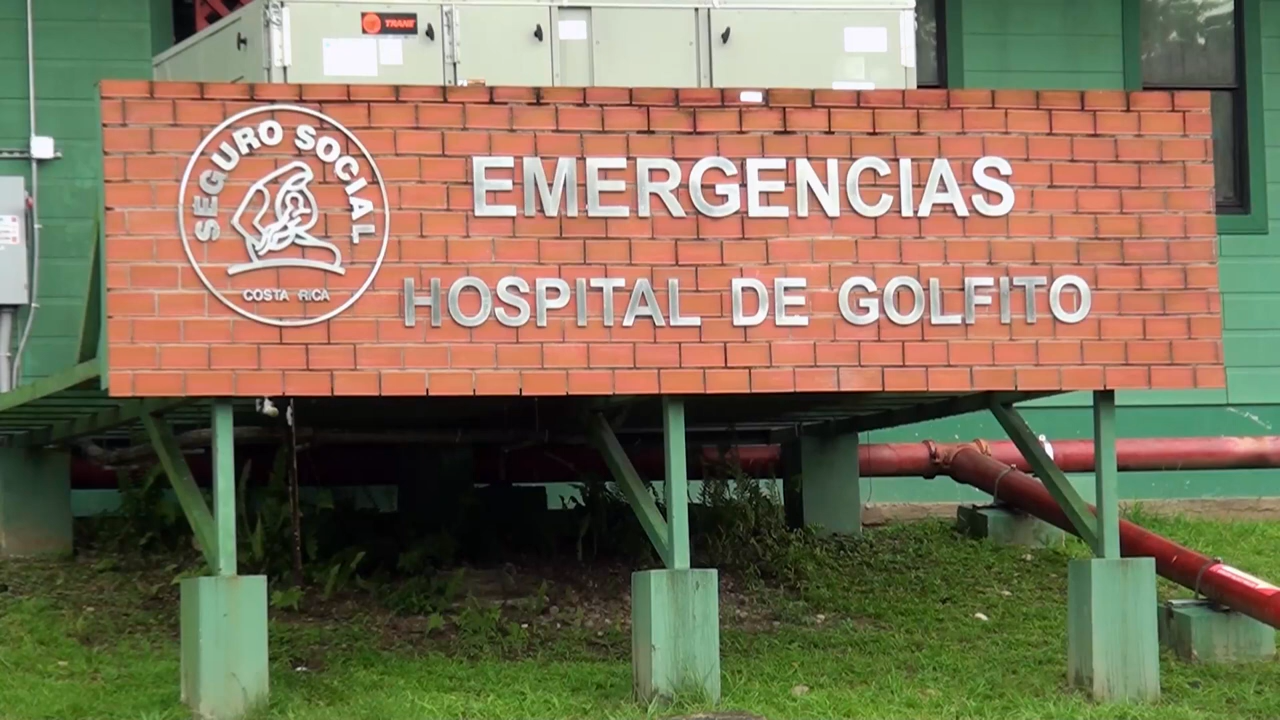 TRANE
SEGURO SOCIAL
COSTA RICA
EMERGENCIAS
HOSPITAL DE GOLFITO